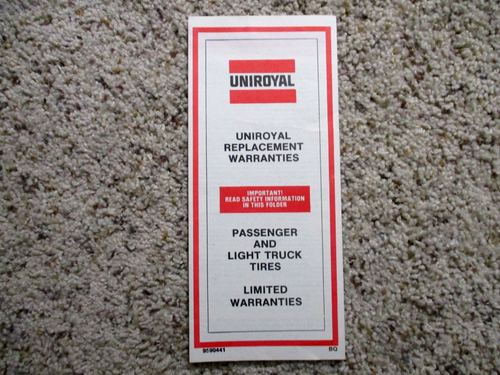 UNIROYAL
UNIROYAL
REPLACEMENT
WARRANTIES
IMPORTANT!
READ SAFETY INFORMATION
IN THIS FOLDER
PASSENGER
AND
LIGHT TRUCK
TIRES
LIMITED
WARRANTIES
9590441 BQ